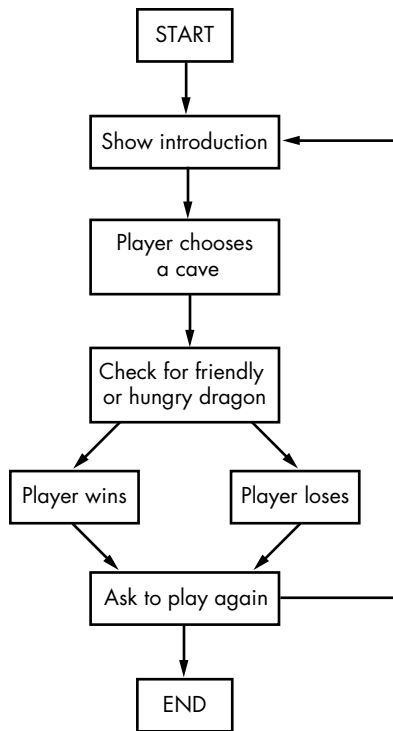 START
Show introduction
Player chooses
a cave
Check for friendly
or hungry dragon
Player wins
Player loses
Ask to play again
END